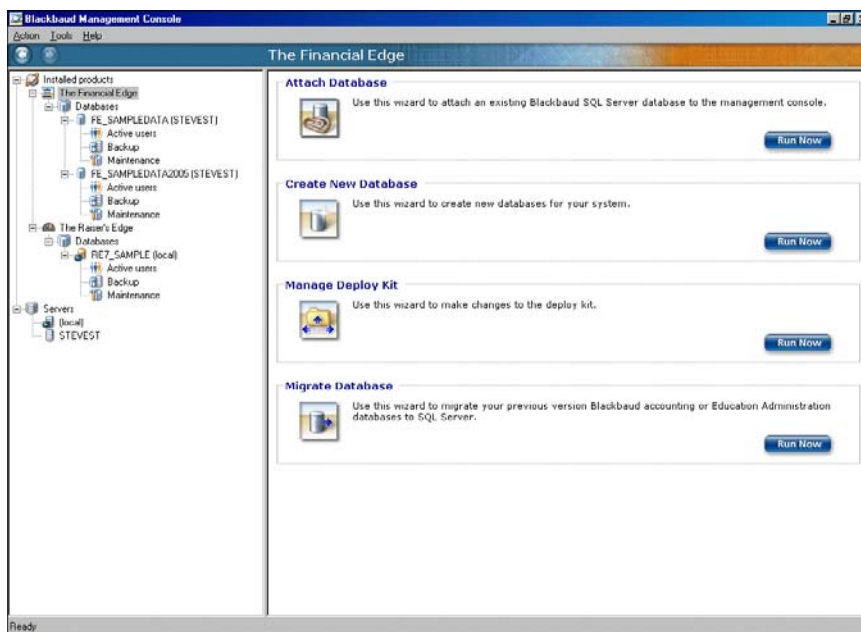 Blackbaud Management Console
Action Tools Help
The Financial Edge
Installed products
The Financial Edge
Databases
FE_SAMPLEDATA (STEVEST)
Active users
Backup
Maintenance
FE_SAMPLEDATA2005 (STEVEST)
Active users
Backup
Maintenance
The Raiser's Edge
Databases
RE7_SAMPLE (local)
Active users
Backup
Maintenance
Servers
(local)
STEVEST
Attach Database
Use this wizard to attach an existing Blackbaud SQL Server database to the management console.
Run Now
Create New Database
Use this wizard to create new databases for your system.
Run Now
Manage Deploy Kit
Use this wizard to make changes to the deploy kit.
Run Now
Migrate Database
Use this wizard to migrate your previous version Blackbaud accounting or Education Administration
databases to SQL Server.
Run Now
Ready